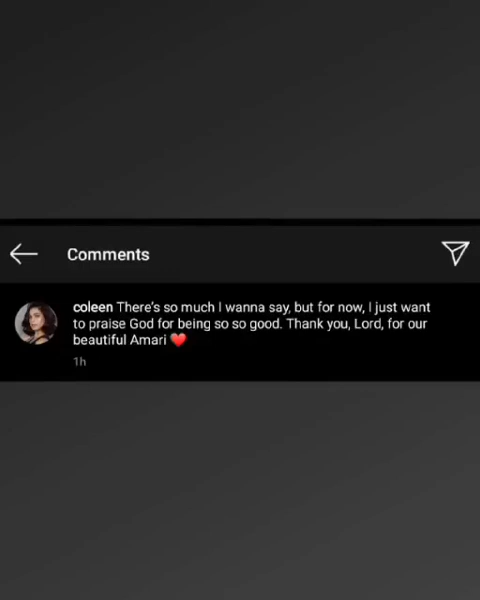 Comments
coleen There's so much I wanna say, but for now, I just want
to praise God for being so so good. Thank you, Lord, for our
beautiful Amari ❤️
1h